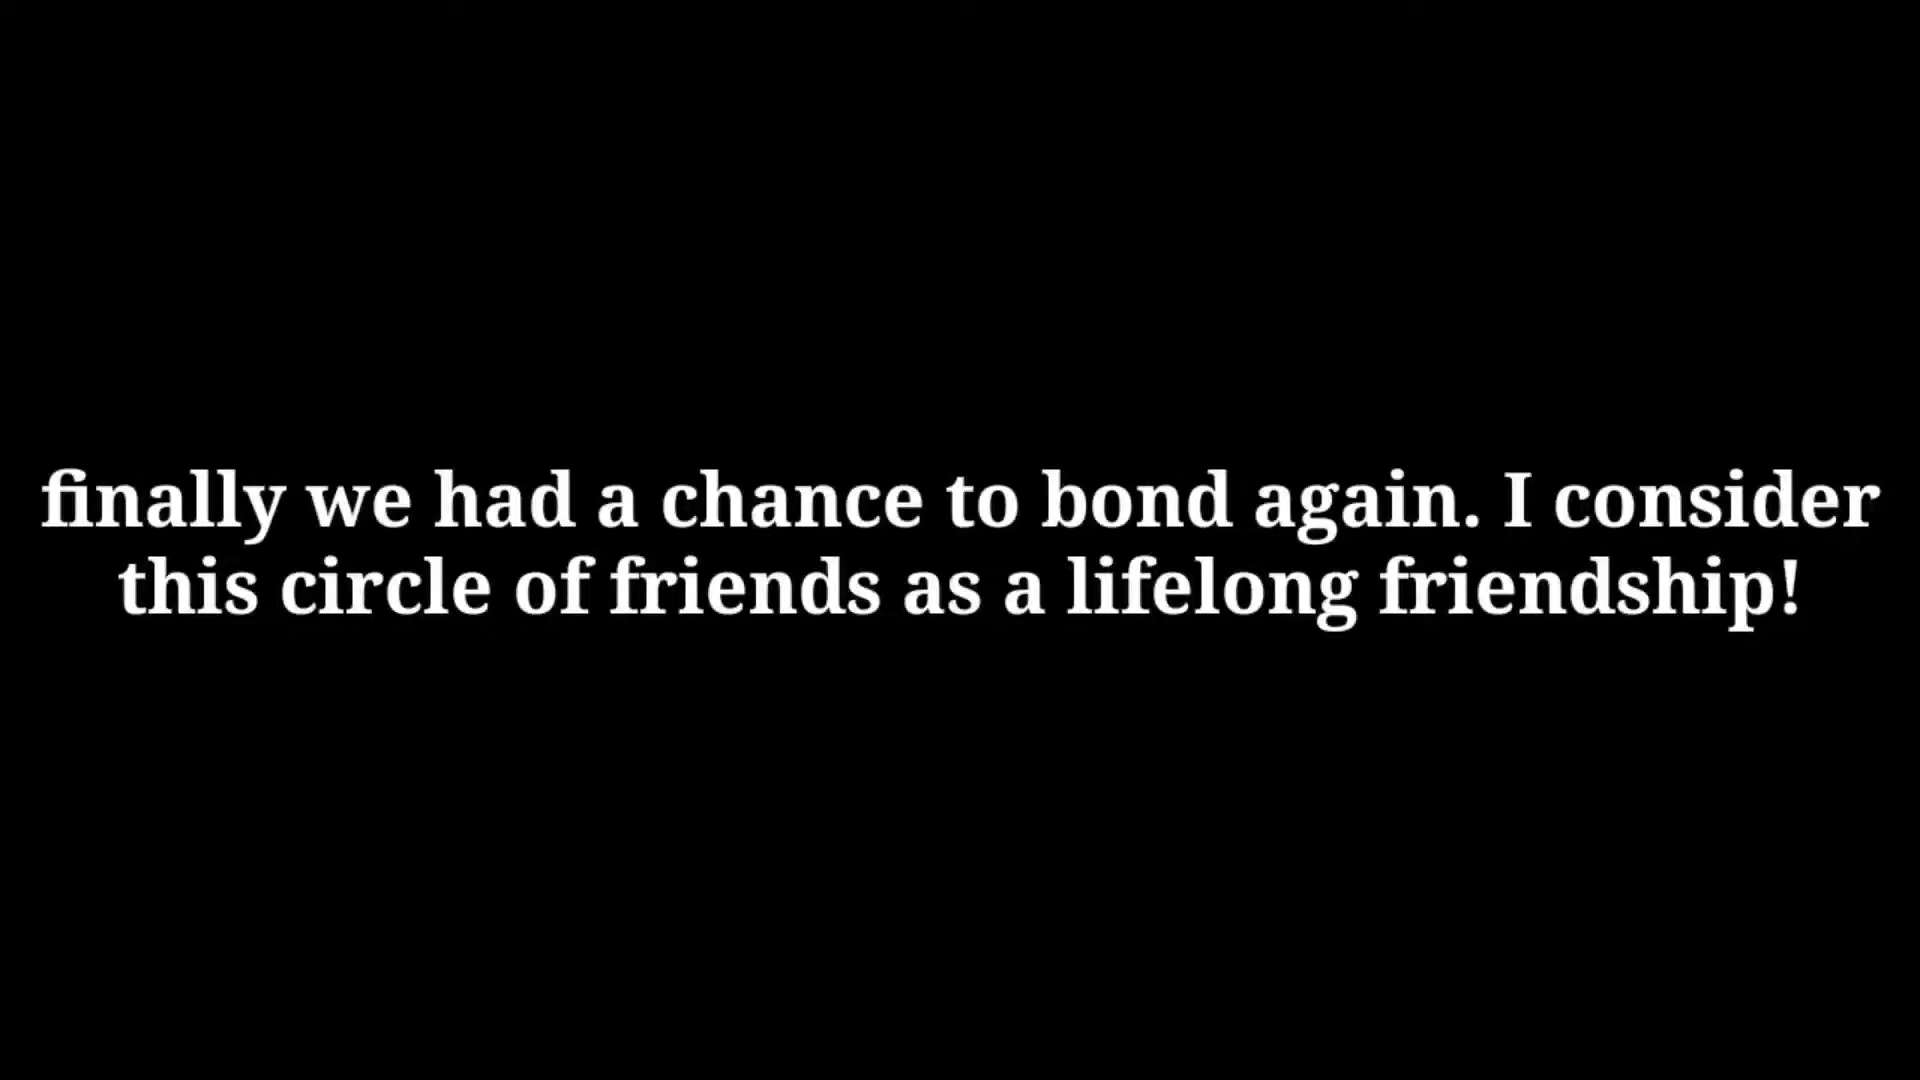 finally we had a chance to bond again. I consider
this circle of friends as a lifelong friendship!